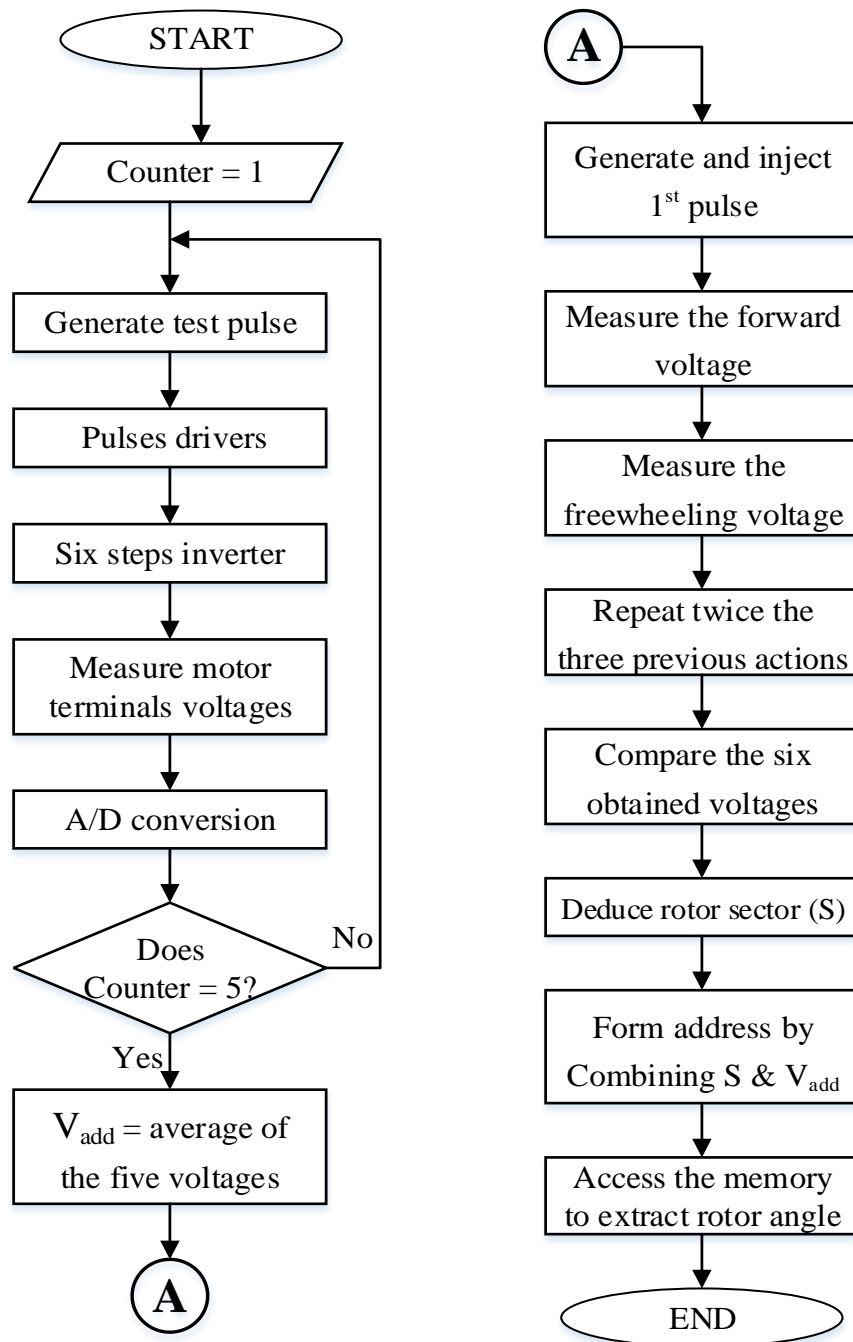 START
Counter = 1
Generate test pulse
Pulses drivers
Six steps inverter
Measure motor
terminals voltages
A/D conversion
Does
Counter = 5?
No
Yes
V_add = average of
the five voltages
A
A
Generate and inject
1st pulse
Measure the forward
voltage
Measure the
freewheeling voltage
Repeat twice the
three previous actions
Compare the six
obtained voltages
Deduce rotor sector (S)
Form address by
Combining S & V_add
Access the memory
to extract rotor angle
END